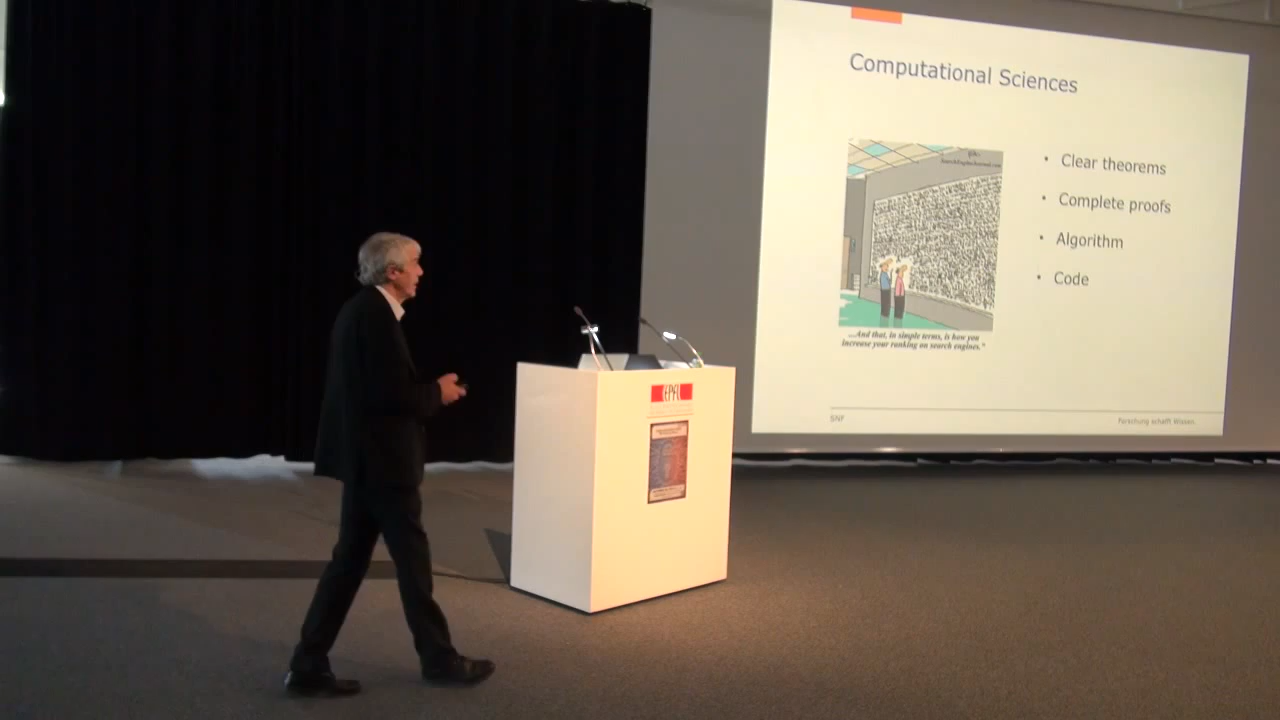 Computational Sciences
• Clear theorems
• Complete proofs
• Algorithm
• Code
...And that, in simple terms, is how you
increase your ranking on search engines."
SNF
Forschung schafft Wissen.
EPFL